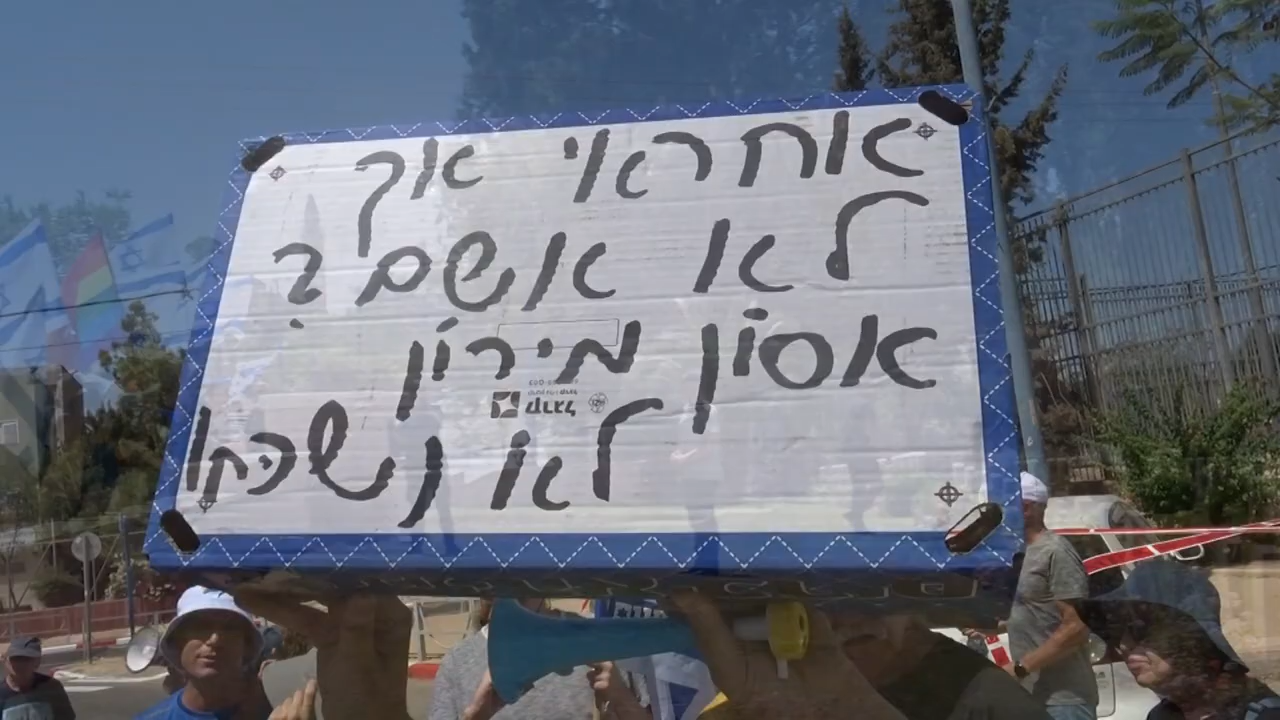 אחראי אך
לא אשם ?
אסון מירון
לא נשכח!